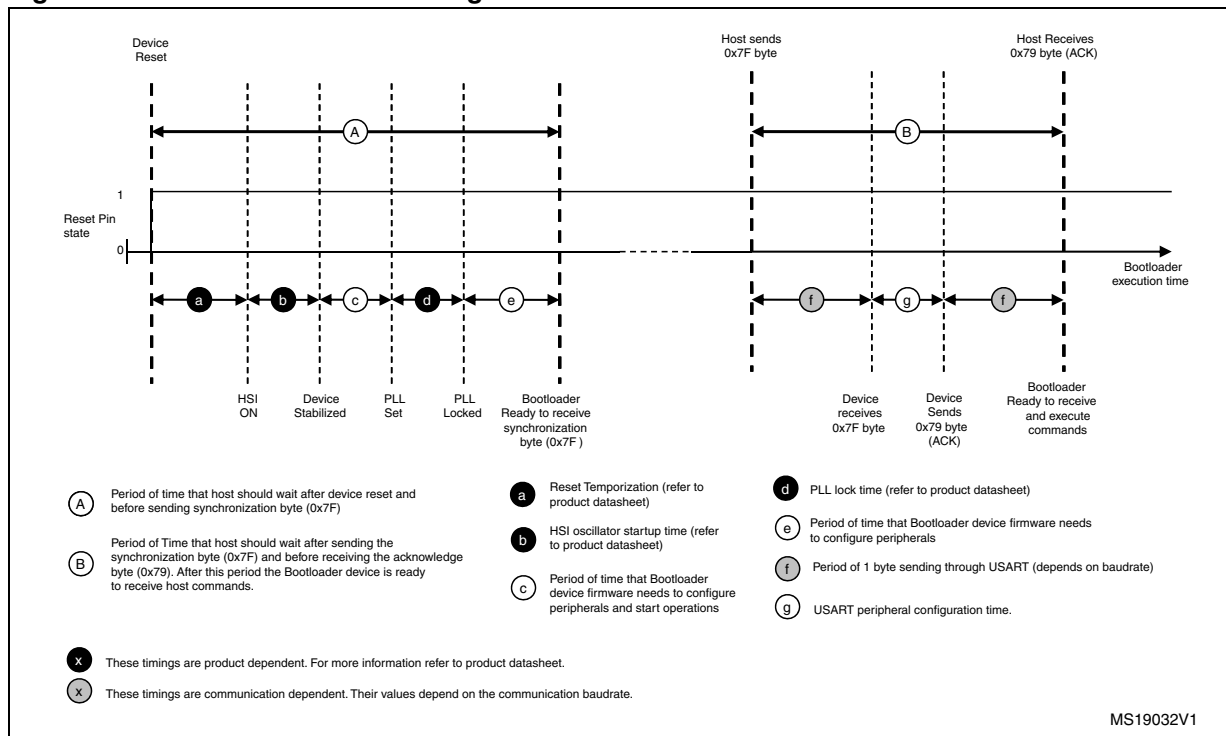 Device
Reset
Host sends
0x7F byte
Host Receives
0x79 byte (ACK)
A
B
1
Reset Pin
state
0
Bootloader
execution time
a
b
c
d
e
f
g
f
HSI
ON
Device
Stabilized
PLL
Set
PLL
Locked
Bootloader
Ready to receive
synchronization
byte (0x7F )
Device
receives
0x7F byte
Device
Sends
0x79 byte
(ACK)
Bootloader
Ready to receive
and execute
commands
A
Period of time that host should wait after device reset and
before sending synchronization byte (0x7F)
B
Period of Time that host should wait after sending the
synchronization byte (0x7F) and before receiving the acknowledge
byte (0x79). After this period the Bootloader device is ready
to receive host commands.
a
Reset Temporization (refer to
product datasheet)
b
HSI oscillator startup time (refer
to product datasheet)
c
Period of time that Bootloader
device firmware needs to configure
peripherals and start operations
d
PLL lock time (refer to product datasheet)
e
Period of time that Bootloader device firmware needs
to configure peripherals
f
Period of 1 byte sending through USART (depends on baudrate)
g
USART peripheral configuration time.
x
These timings are product dependent. For more information refer to product datasheet.
x
These timings are communication dependent. Their values depend on the communication baudrate.
MS19032V1